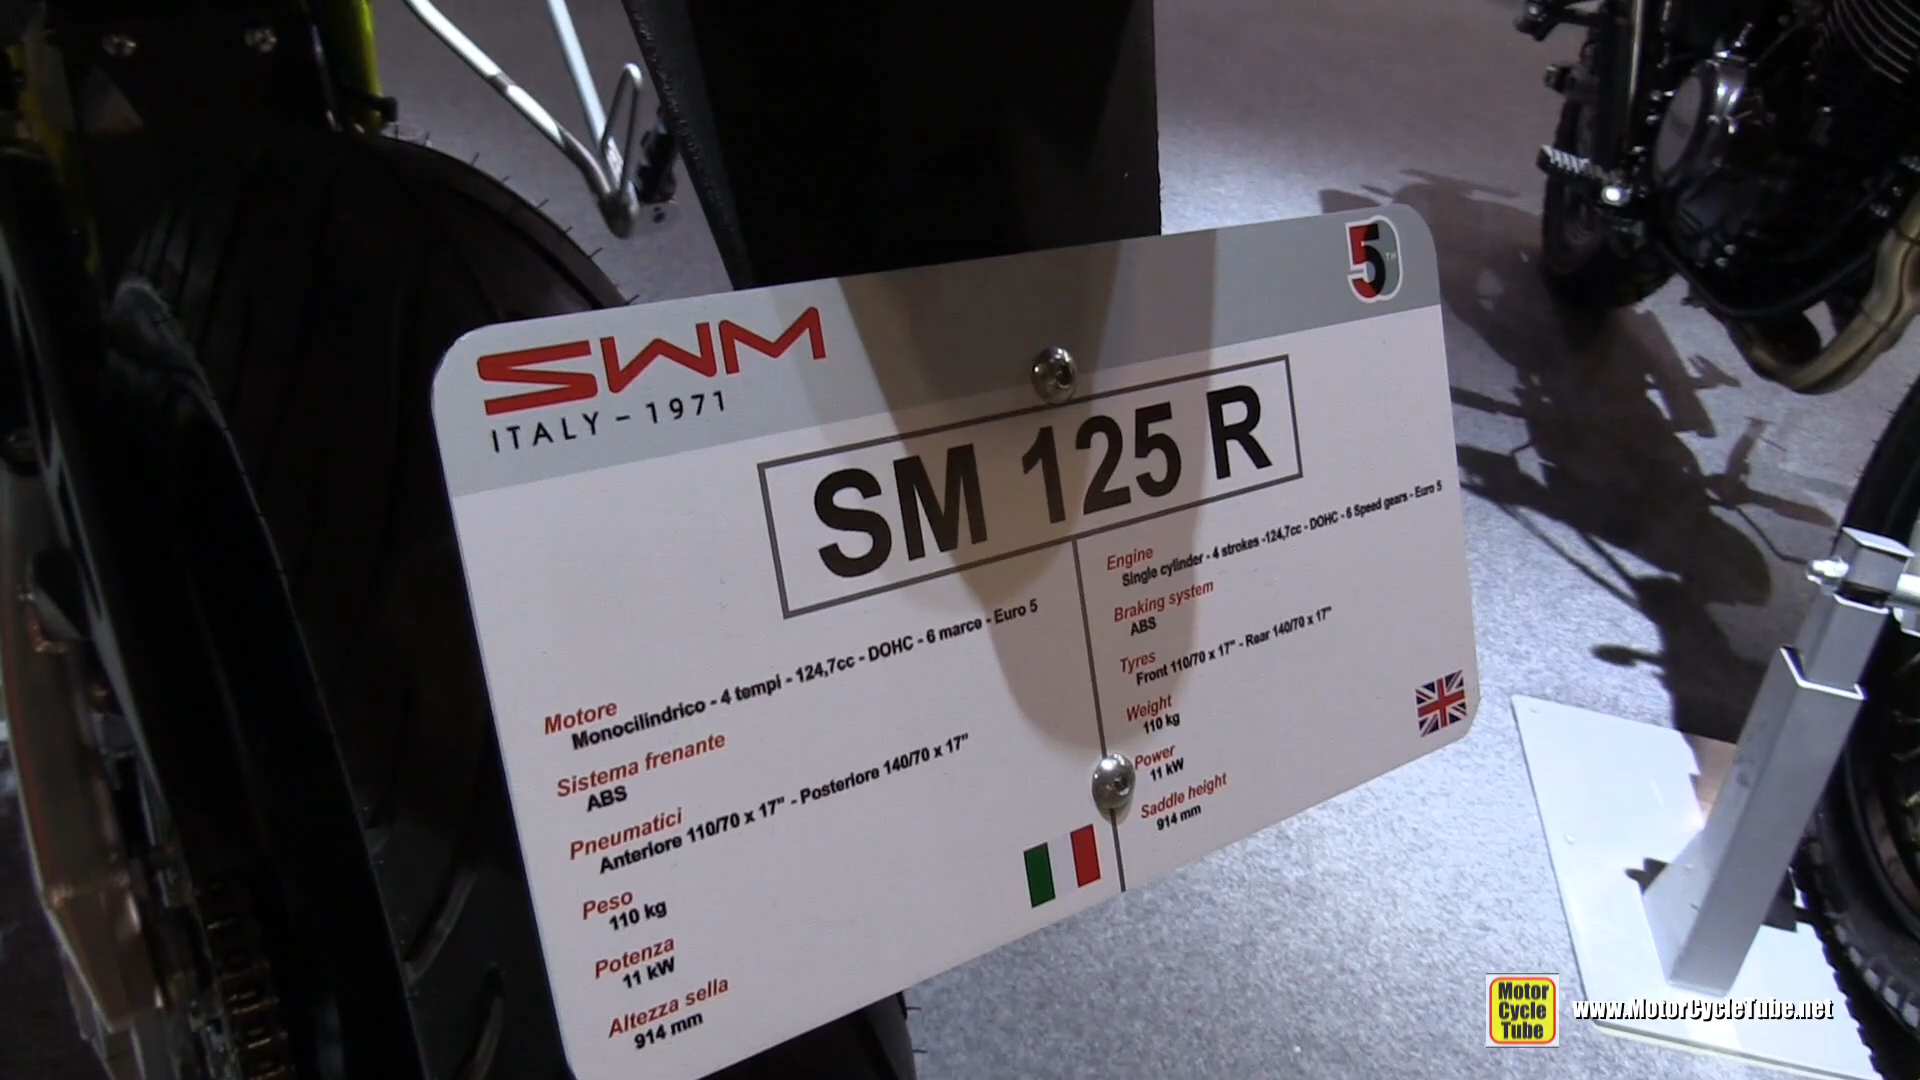 SWM
ITALY - 1971
50TH
SM 125 R
Motore
Monocilindrico - 4 tempi - 124,7cc - DOHC - 6 marce - Euro 5
Sistema frenante
ABS
Pneumatici
Anteriore 110/70 x 17" - Posteriore 140/70 x 17"
Peso
110 kg
Potenza
11 kW
Altezza sella
914 mm
Engine
Single cylinder - 4 strokes -124,7cc - DOHC - 6 Speed gears - Euro 5
Braking system
ABS
Tyres
Front 110/70 x 17" - Rear 140/70 x 17"
Weight
110 kg
Power
11 kW
Saddle height
914 mm
Motor
Cycle
Tube
www.MotorCycleTube.net